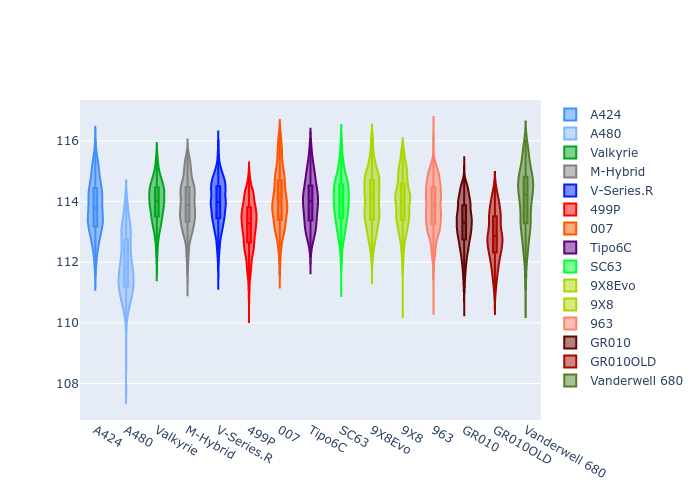 116
114
112
110
108
A424
A480
Valkyrie
M-Hybrid
V-Series.R
499P
007
Tipo6C
SC63
9X8Evo
9X8
963
GR010
GR010OLD
Vanderwell 680
A424
A480
Valkyrie
M-Hybrid
V-Series.R
499P
007
Tipo6C
SC63
9X8Evo
9X8
963
GR010
GR010OLD
Vanderwell 680